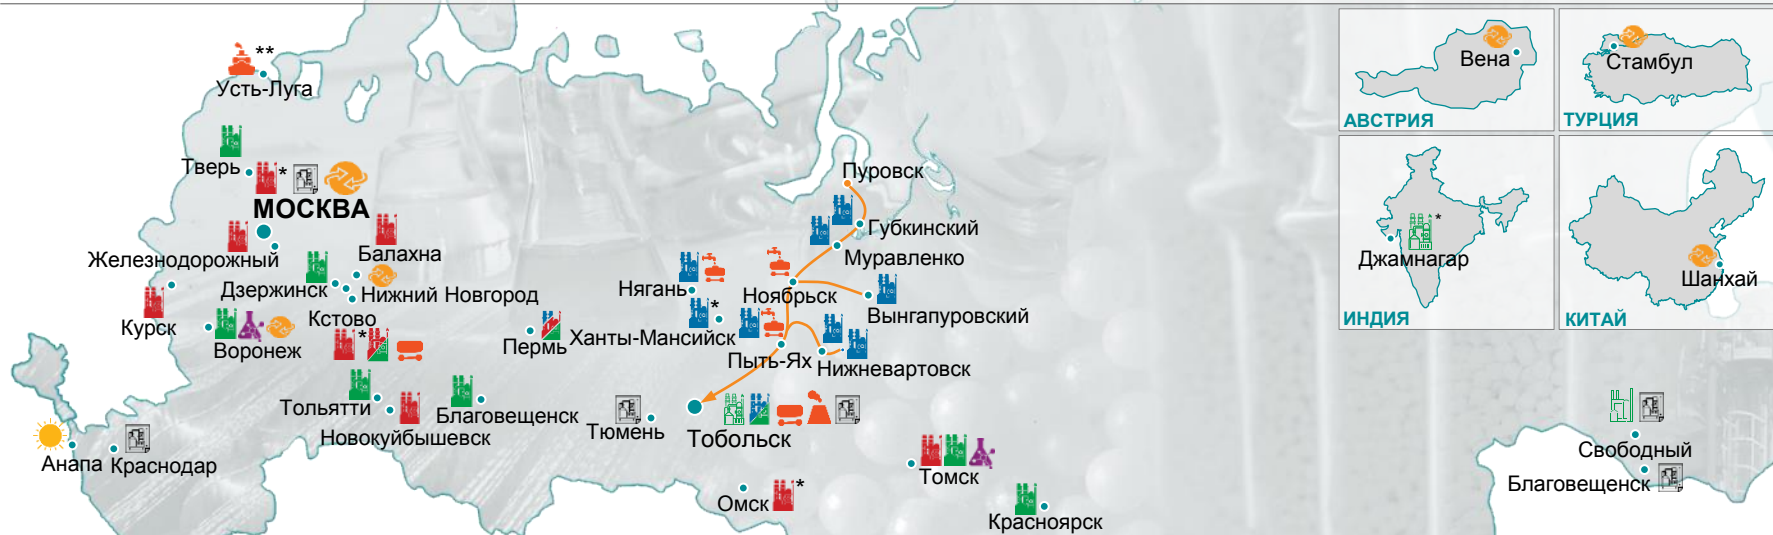 **
Усть-Луга
Тверь
*
МОСКВА
Железнодорожный
Балахна
Дзержинск
Нижний Новгород
Кстово
*
Курск
Воронеж
Пермь
Тольятти
Новокуйбышевск
Благовещенск
Анапа
Краснодар
Пуровск
Губкинский
Муравленко
Нягань
Ноябрьск
Вынгапуровский
*
Ханты-Мансийск
Пыть-Ях
Нижневартовск
Тюмень
Тобольск
Томск
Омск
*
Красноярск
Вена
АВСТРИЯ
Стамбул
ТУРЦИЯ
*
Джамнагар
ИНДИЯ
Шанхай
КИТАЙ
Свободный
Благовещенск